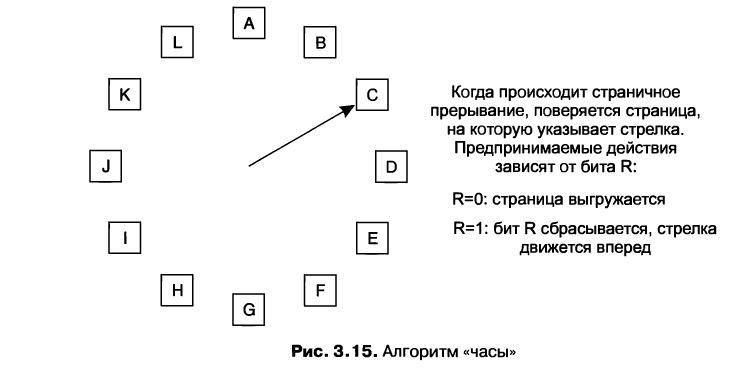 A
L
B
K
C
J
D
I
E
H
F
G
Когда происходит страничное
прерывание, поверяется страница,
на которую указывает стрелка.
Предпринимаемые действия
зависят от бита R:
R=0: страница выгружается
R=1: бит R сбрасывается, стрелка
движется вперед
Рис. 3.15. Алгоритм «часы»